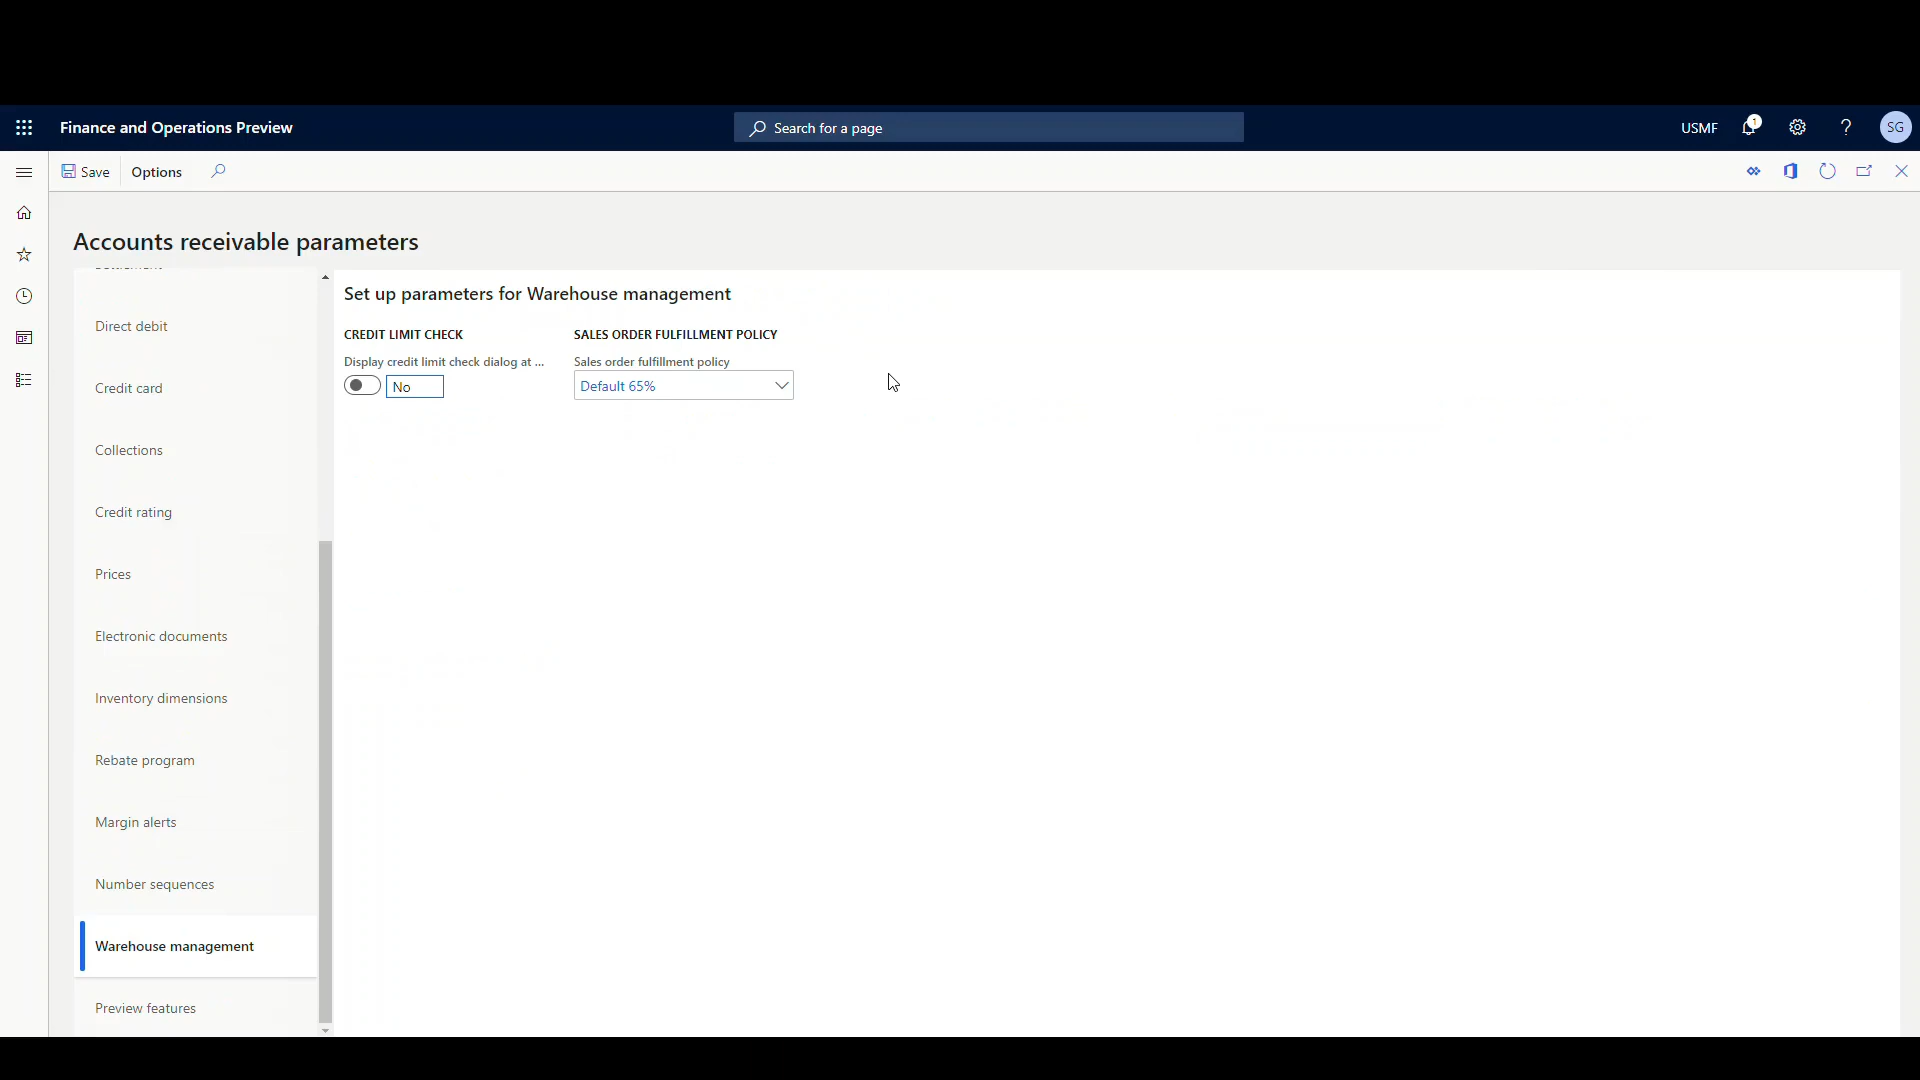 Finance and Operations Preview
Search for a page
USMF
1
?
SG
Save
Options
Accounts receivable parameters
Direct debit
Credit card
Collections
Credit rating
Prices
Electronic documents
Inventory dimensions
Rebate program
Margin alerts
Number sequences
Warehouse management
Preview features
Set up parameters for Warehouse management
CREDIT LIMIT CHECK
Display credit limit check dialog at ...
No
SALES ORDER FULFILLMENT POLICY
Sales order fulfillment policy
Default 65%